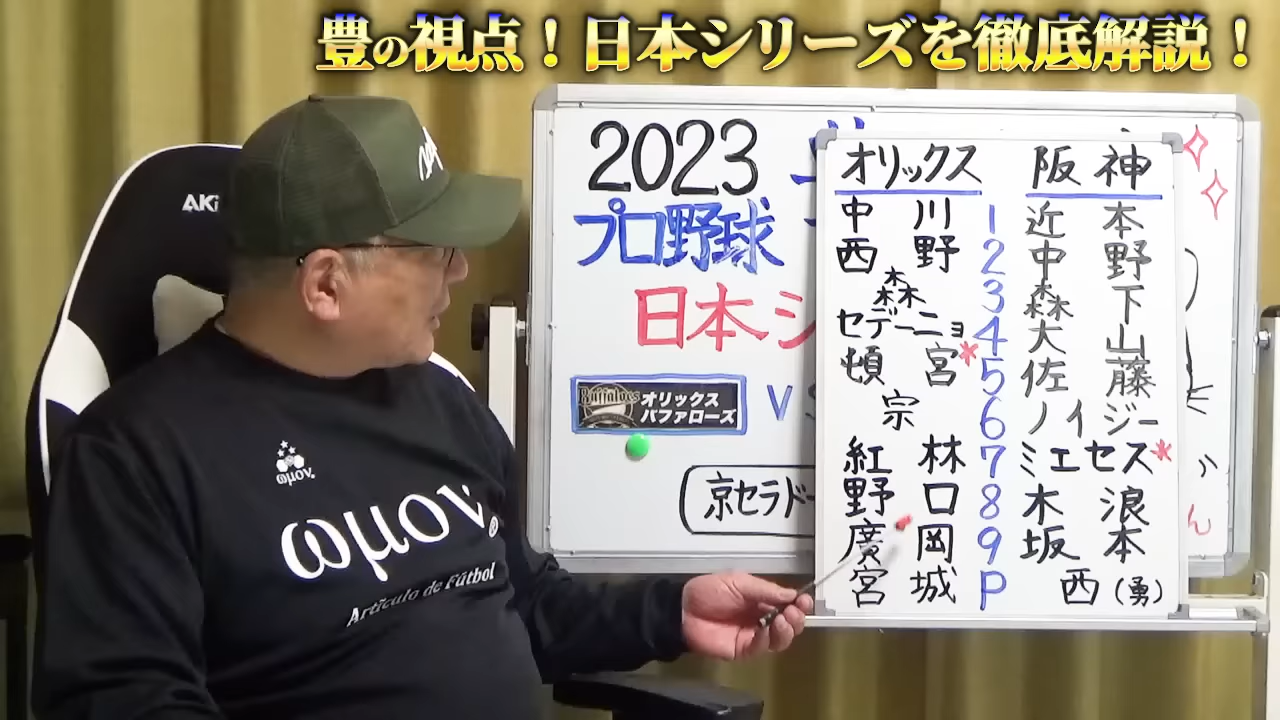 豊の視点！日本シリーズを徹底解説！
2023
プロ野球
日本シ
Buffaloes
オリックス
バファローズ
VS
京セラドー
オリックス 阪神
中川 1 近本
西野 2 中野
森 3 森下
セデーニョ 4 大山
頓宮* 5 佐藤
宗 6 ノイジー
紅林 7 ミエセス*
野口 8 木浪
廣岡 9 坂本
宮城 P 西(勇)
ん
AKi
ωμον.
ωμον
Artículo de Fútbol